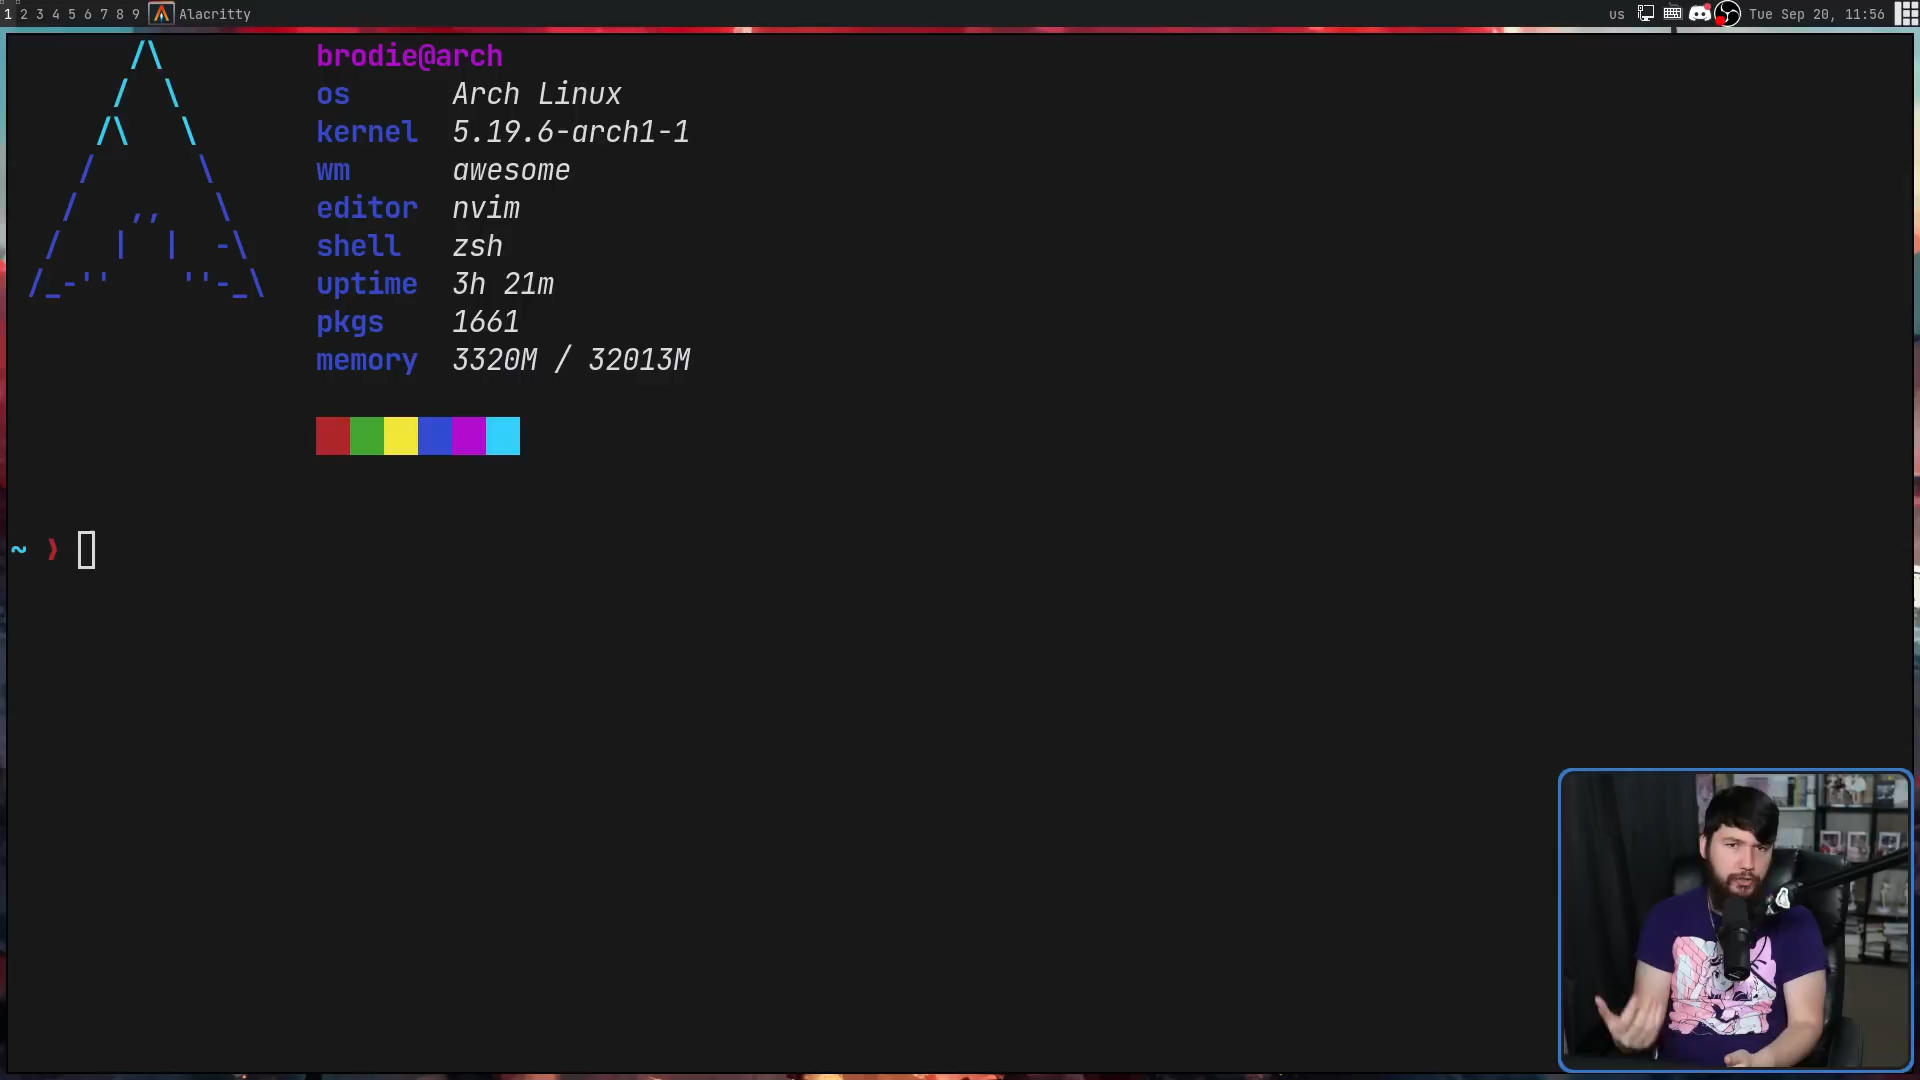 1 2 3 4 5 6 7 8 9 Alacritty us Tue Sep 20, 11:56
brodie@arch
os Arch Linux
kernel 5.19.6-arch1-1
wm awesome
editor nvim
shell zsh
uptime 3h 21m
pkgs 1661
memory 3320M / 32013M
~ ❯